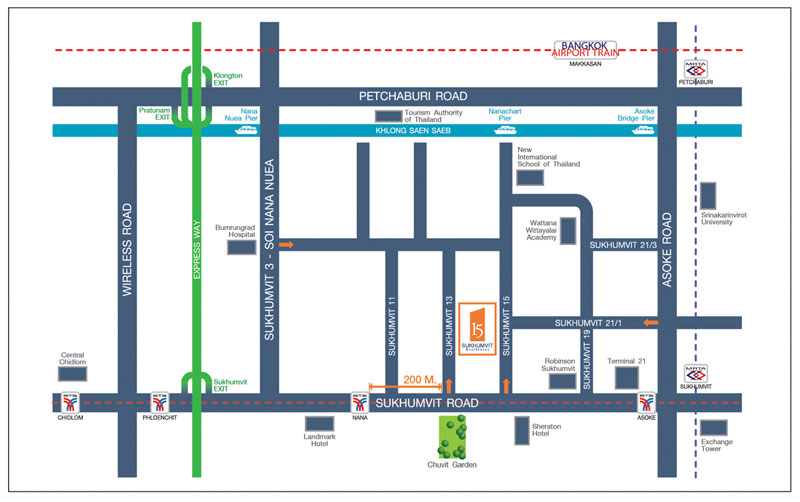 BANGKOK
AIRPORT TRAIN
MAKKASAN
MRTA
PETCHABURI
Klongton
EXIT
PETCHABURI ROAD
Pratunam
EXIT
Nana
Nuea Pier
Tourism Authority
of Thailand
Nanachart
Pier
Asoke
Bridge Pier
KHLONG SAEN SAEB
New
International
School of Thailand
WIRELESS ROAD
EXPRESS WAY
SUKHUMVIT 3 - SOI NANA NUEA
ASOKE ROAD
Srinakarinvirot
University
Bumrungrad
Hospital
Wattana
Wittayalai
Academy
SUKHUMVIT 21/3
SUKHUMVIT 11
SUKHUMVIT 13
15
SUKHUMVIT
RESIDENCES
SUKHUMVIT 15
SUKHUMVIT 21/1
SUKHUMVIT 19
Central
Chidlom
Sukhumvit
EXIT
200 M.
Robinson
Sukhumvit
Terminal 21
MRTA
SUKHUMVIT
BTS
CHIDLOM
BTS
PHLOENCHIT
BTS
NANA
SUKHUMVIT ROAD
BTS
ASOKE
Landmark
Hotel
Chuvit Garden
Sheraton
Hotel
Exchange
Tower